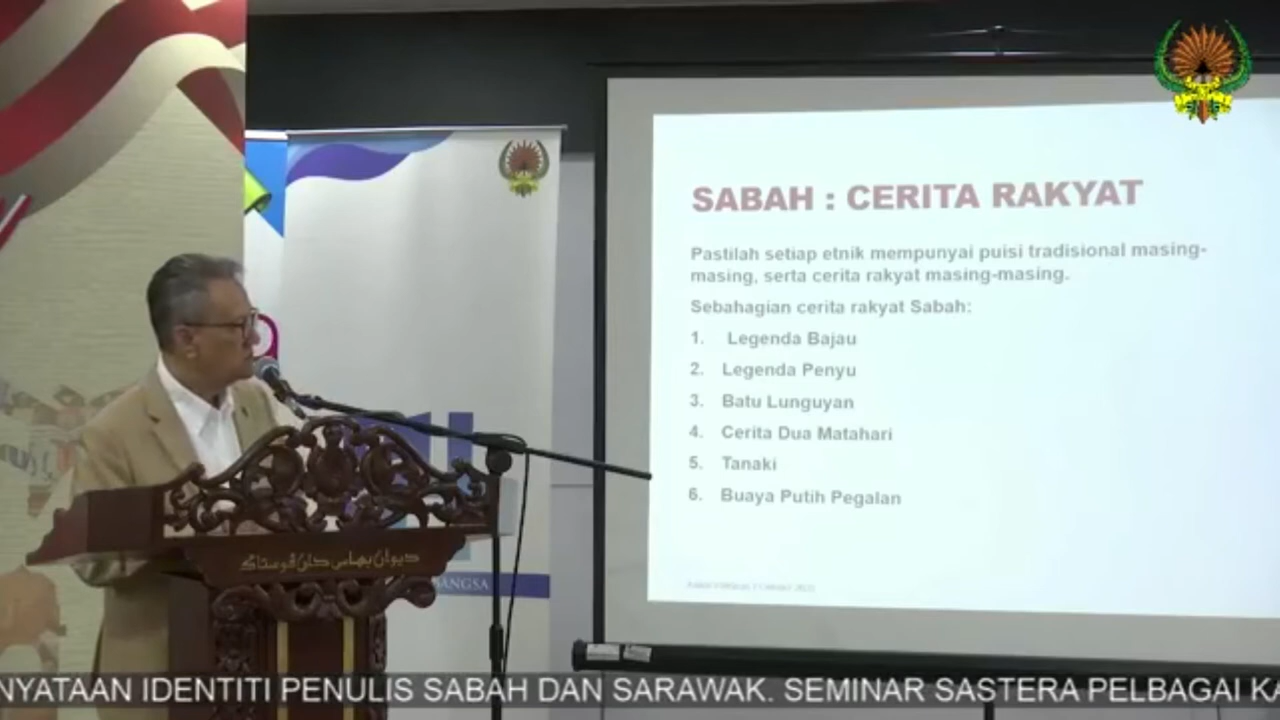 SABAH : CERITA RAKYAT
Pastilah setiap etnik mempunyai puisi tradisional masing-
masing, serta cerita rakyat masing-masing.
Sebahagian cerita rakyat Sabah:
1. Legenda Bajau
2. Legenda Penyu
3. Batu Lunguyan
4. Cerita Dua Matahari
5. Tanaki
6. Buaya Putih Pegalan
ديوان بهاس دان ڤوستاک
BANGSA
NYATAAN IDENTITI PENULIS SABAH DAN SARAWAK. SEMINAR SASTERA PELBAGAI KA